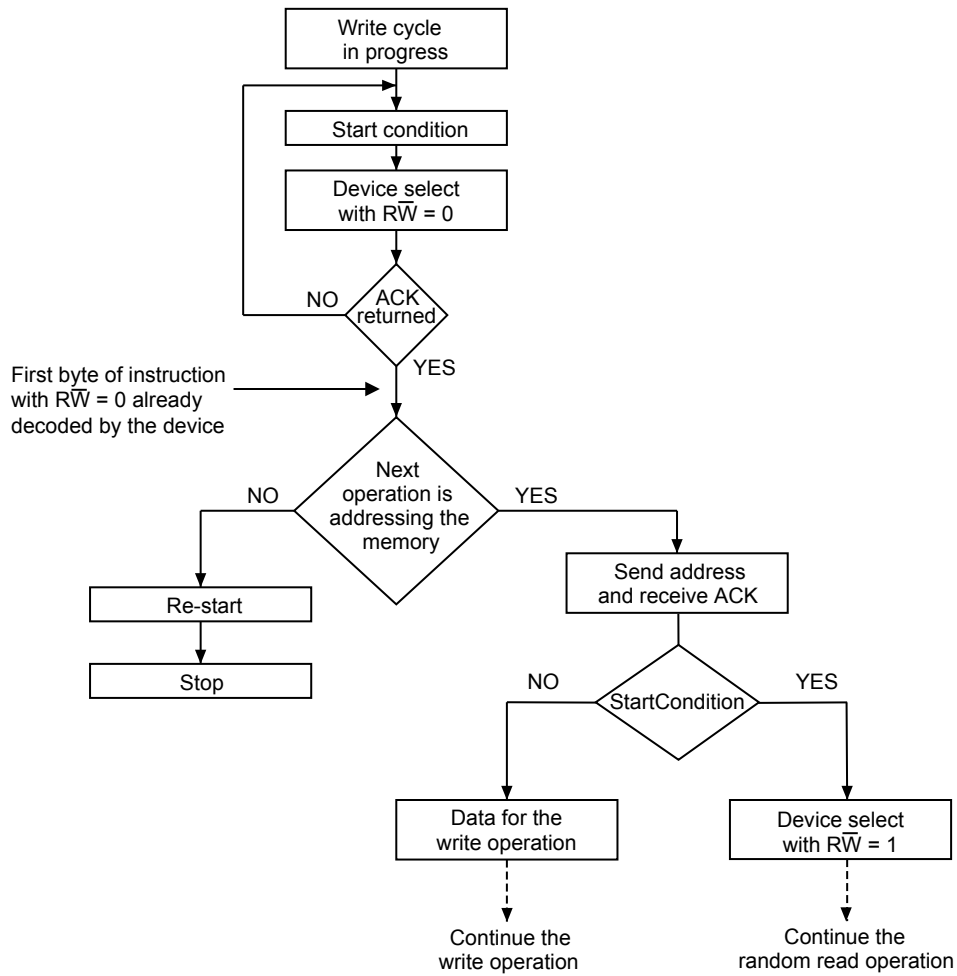 Write cycle
in progress
Start condition
Device select
with RW̅ = 0
NO
ACK
returned
YES
First byte of instruction
with RW̅ = 0 already
decoded by the device
Next
operation is
addressing the
memory
NO
YES
Send address
and receive ACK
Re-start
Stop
NO
StartCondition
YES
Data for the
write operation
Device select
with RW̅ = 1
Continue the
write operation
Continue the
random read operation